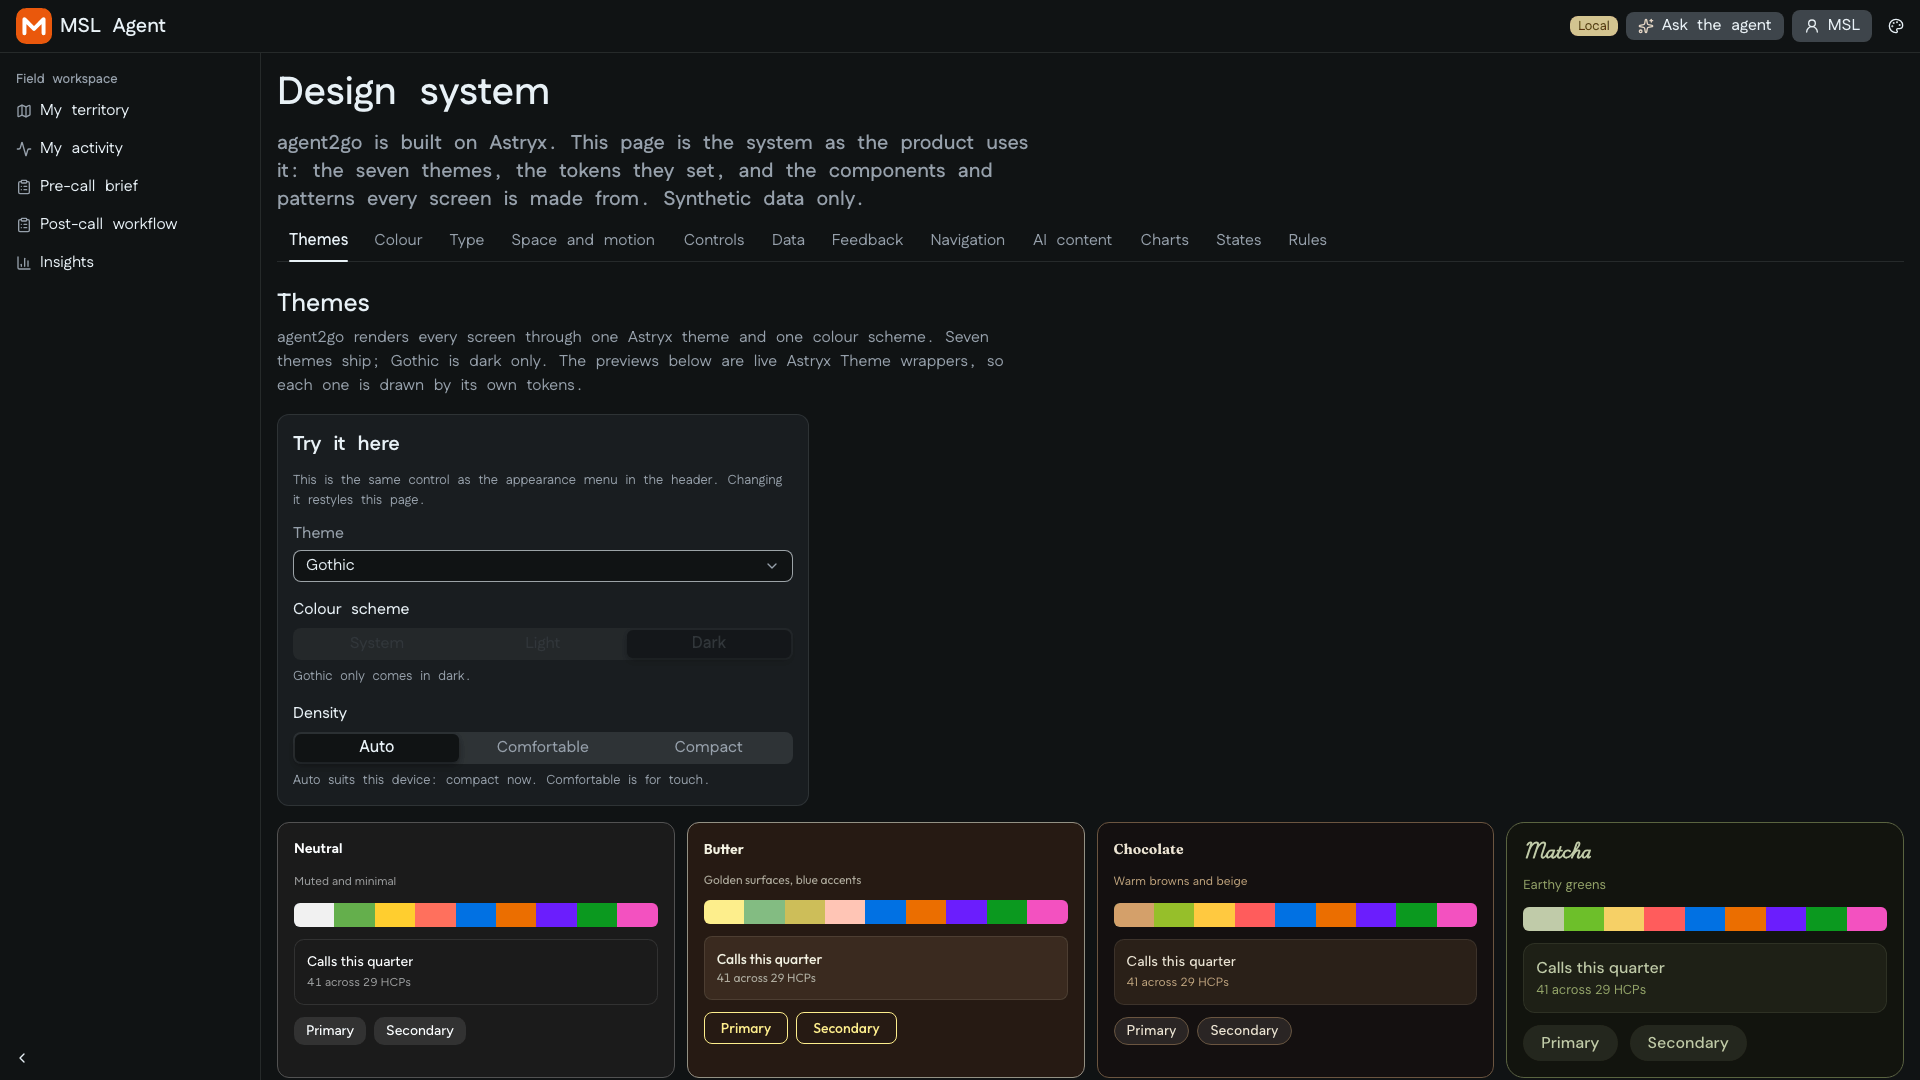 MSL Agent
Local
Ask the agent
MSL
Field workspace
My territory
My activity
Pre-call brief
Post-call workflow
Insights
Design system
agent2go is built on Astryx. This page is the system as the product uses
it: the seven themes, the tokens they set, and the components and
patterns every screen is made from. Synthetic data only.
Themes Colour Type Space and motion Controls Data Feedback Navigation AI content Charts States Rules
Themes
agent2go renders every screen through one Astryx theme and one colour scheme. Seven
themes ship; Gothic is dark only. The previews below are live Astryx Theme wrappers, so
each one is drawn by its own tokens.
Try it here
This is the same control as the appearance menu in the header. Changing
it restyles this page.
Theme
Gothic
Colour scheme
System Light Dark
Gothic only comes in dark.
Density
Auto Comfortable Compact
Auto suits this device: compact now. Comfortable is for touch.
Neutral
Muted and minimal
Calls this quarter
41 across 29 HCPs
Primary Secondary
Butter
Golden surfaces, blue accents
Calls this quarter
41 across 29 HCPs
Primary Secondary
Chocolate
Warm browns and beige
Calls this quarter
41 across 29 HCPs
Primary Secondary
Matcha
Earthy greens
Calls this quarter
41 across 29 HCPs
Primary Secondary